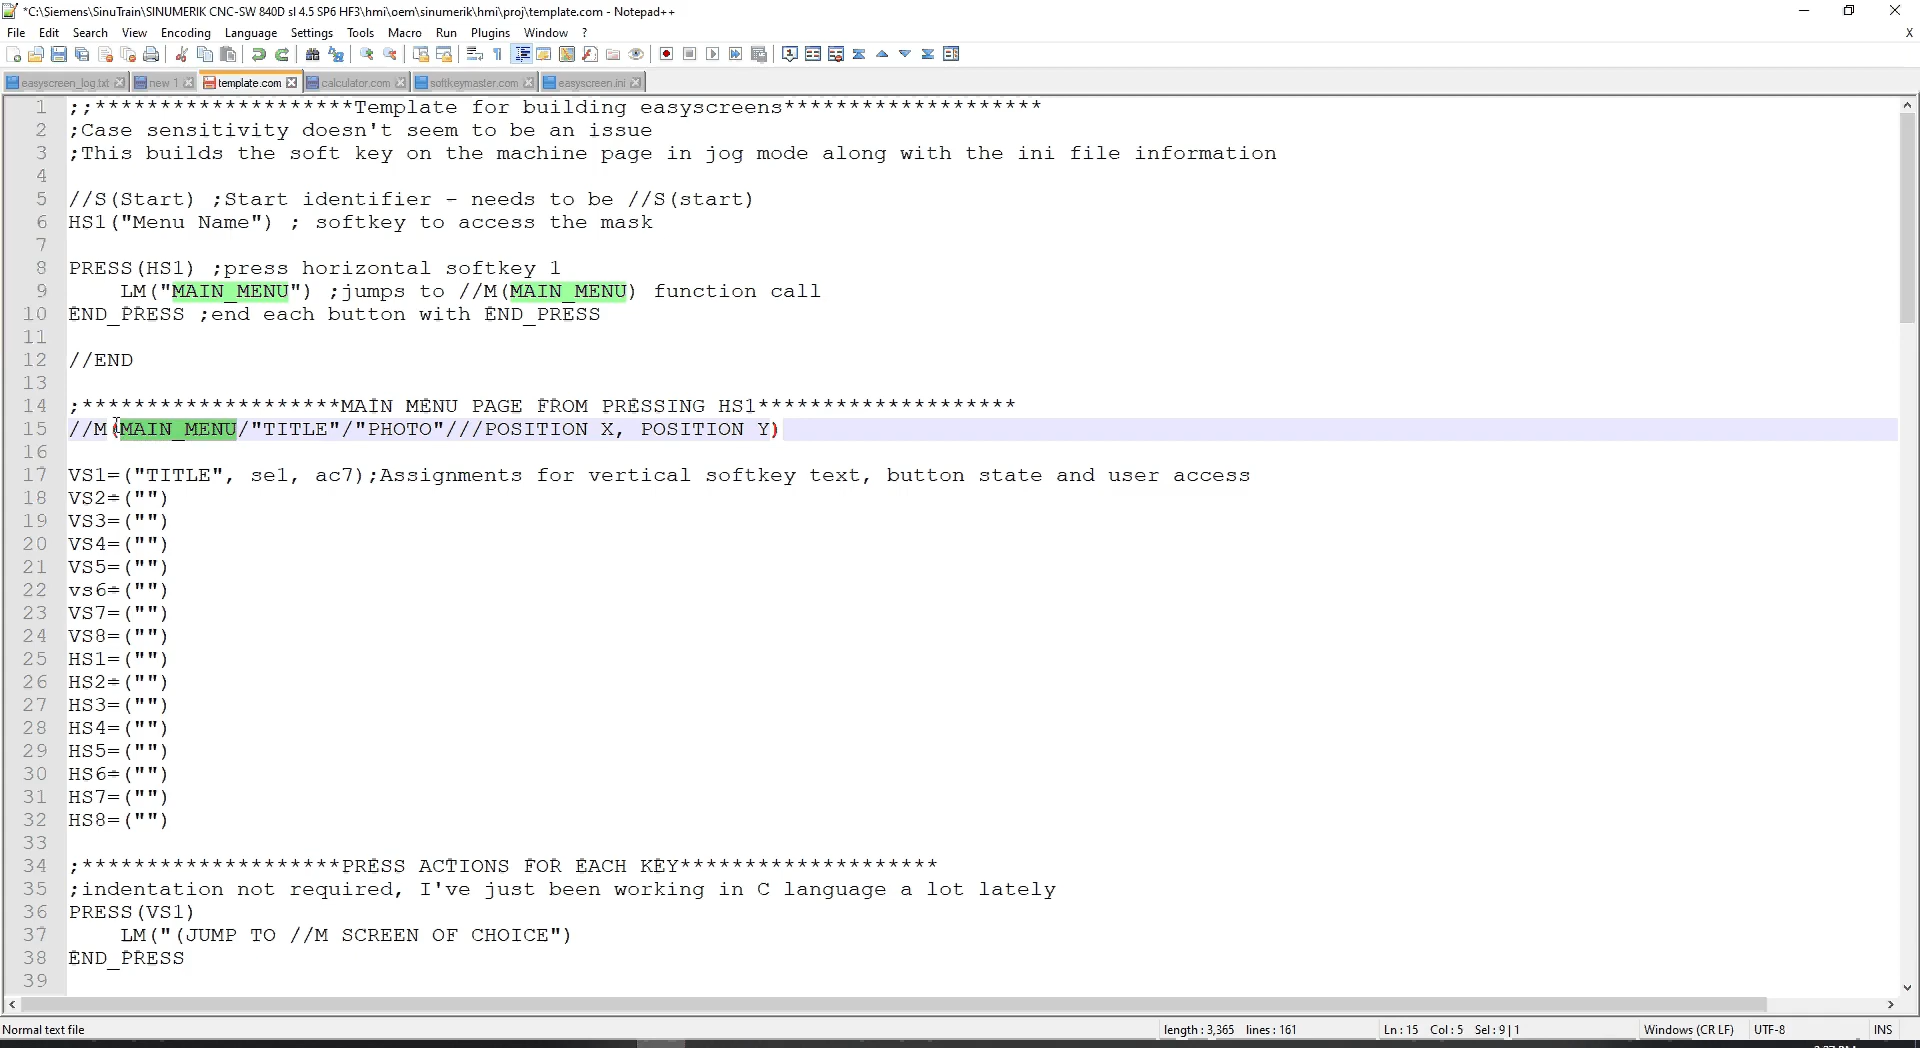 *C:\Siemens\SinuTrain\SINUMERIK CNC-SW 840D sl 4.5 SP6 HF3\hmi\oem\sinumerik\hmi\proj\template.com - Notepad++
File Edit Search View Encoding Language Settings Tools Macro Run Plugins Window ? X
easyscreen_log.txt new 1 template.com calculator.com softkeymaster.com easyscreen.ini
1 ;;********************Template for building easyscreens********************
2 ;Case sensitivity doesn't seem to be an issue
3 ;This builds the soft key on the machine page in jog mode along with the ini file information
4
5 //S(Start) ;Start identifier - needs to be //S(start)
6 HS1("Menu Name") ; softkey to access the mask
7
8 PRESS(HS1) ;press horizontal softkey 1
9 LM("MAIN_MENU") ;jumps to //M(MAIN_MENU) function call
10 END_PRESS ;end each button with END_PRESS
11
12 //END
13
14 ;********************MAIN MENU PAGE FROM PRESSING HS1********************
15 //M(MAIN_MENU/"TITLE"/"PHOTO"///POSITION X, POSITION Y)
16
17 VS1=("TITLE", se1, ac7);Assignments for vertical softkey text, button state and user access
18 VS2=("")
19 VS3=("")
20 VS4=("")
21 VS5=("")
22 vs6=("")
23 VS7=("")
24 VS8=("")
25 HS1=("")
26 HS2=("")
27 HS3=("")
28 HS4=("")
29 HS5=("")
30 HS6=("")
31 HS7=("")
32 HS8=("")
33
34 ;********************PRESS ACTIONS FOR EACH KEY********************
35 ;indentation not required, I've just been working in C language a lot lately
36 PRESS(VS1)
37 LM("(JUMP TO //M SCREEN OF CHOICE")
38 END_PRESS
39
Normal text file length : 3,365 lines : 161 Ln : 15 Col : 5 Sel : 9 | 1 Windows (CR LF) UTF-8 INS